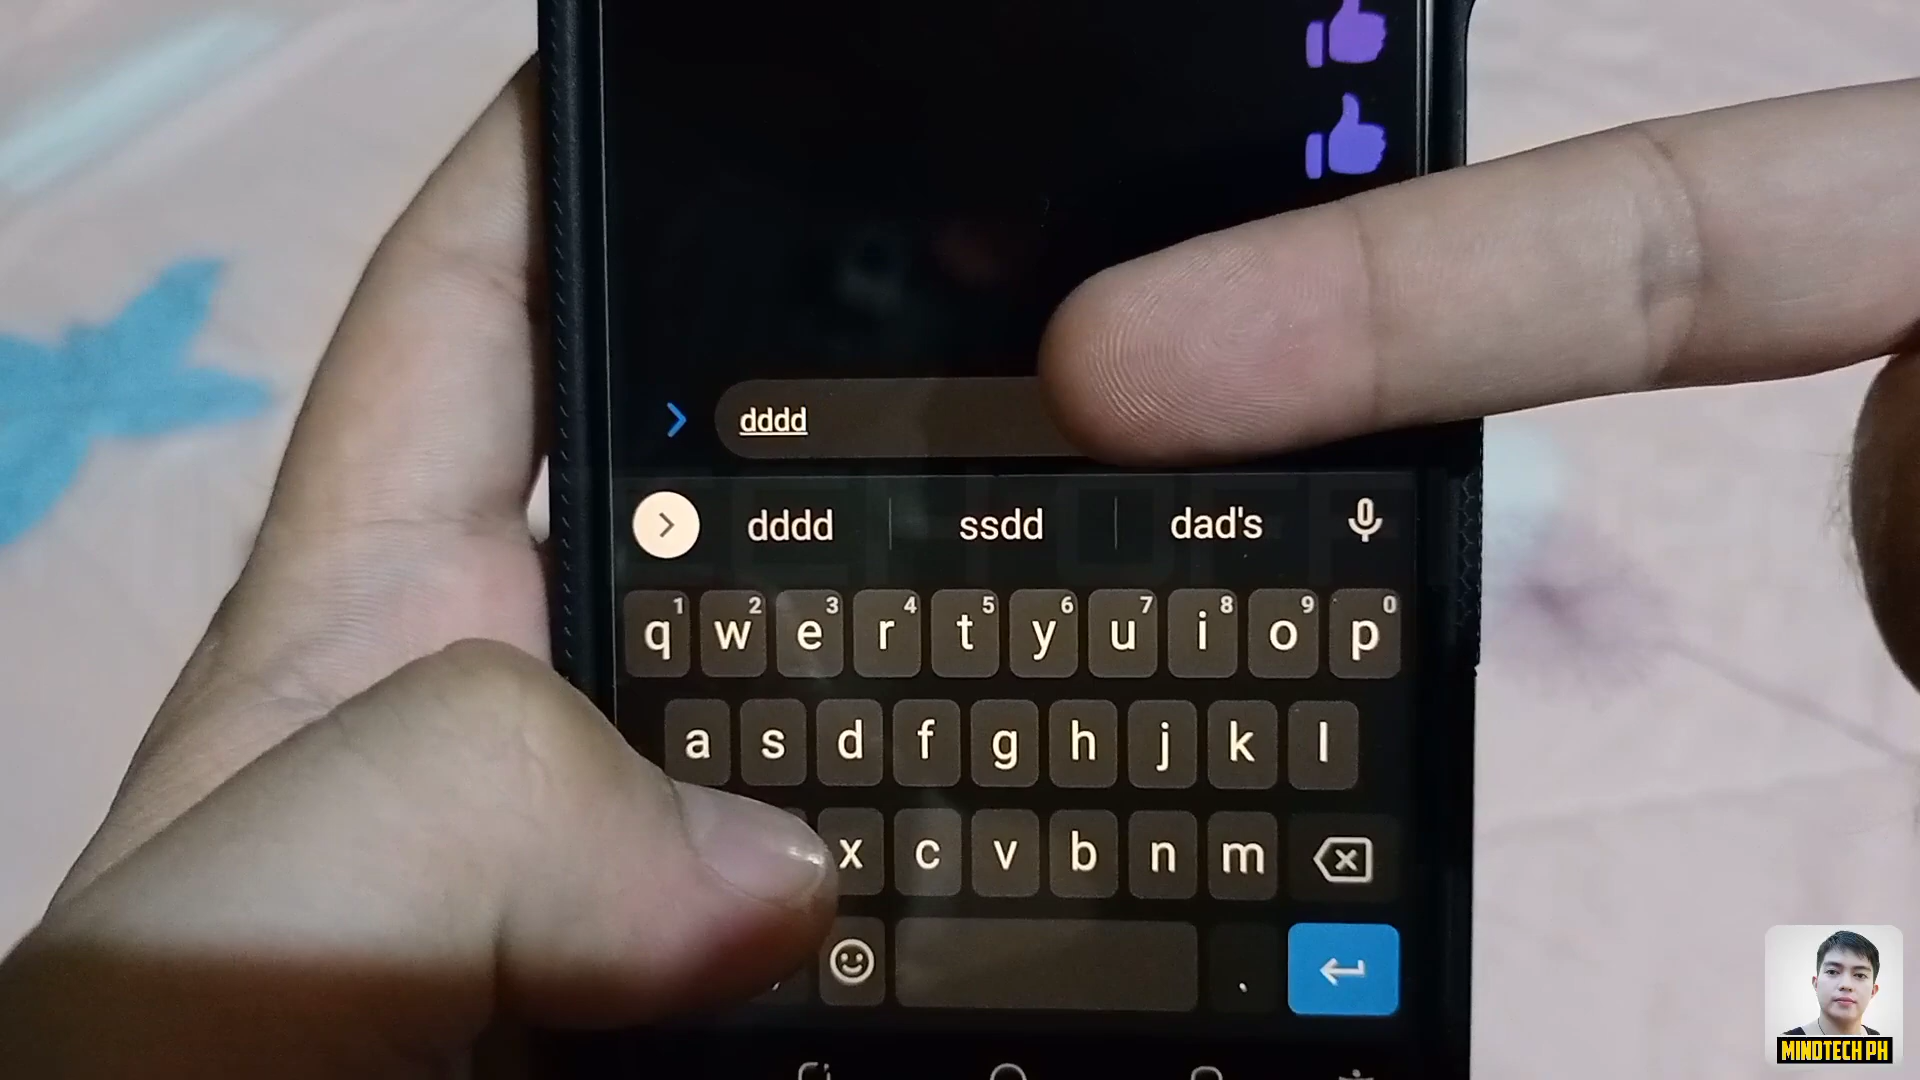 dddd
dddd ssdd dad's
1 2 3 4 5 6 7 8 9 0
q w e r t y u i o p
a s d f g h j k l
x c v b n m
, .
MINDTECH PH